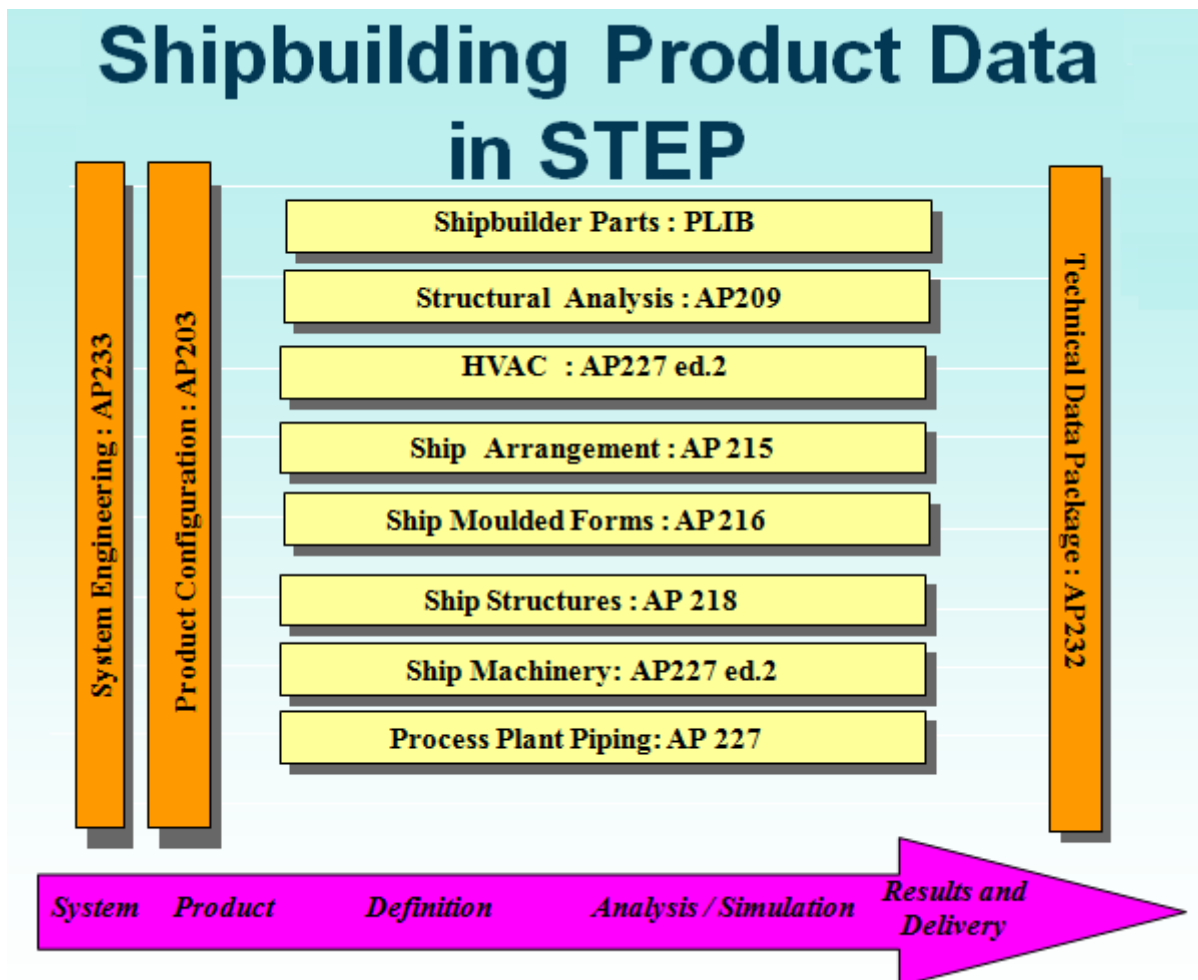 Shipbuilding Product Data
in STEP
System Engineering : AP233
Product Configuration : AP203
Shipbuilder Parts : PLIB
Structural Analysis : AP209
HVAC : AP227 ed.2
Ship Arrangement : AP 215
Ship Moulded Forms : AP 216
Ship Structures : AP 218
Ship Machinery: AP227 ed.2
Process Plant Piping: AP 227
Technical Data Package : AP232
System Product Definition Analysis / Simulation Results and
Delivery